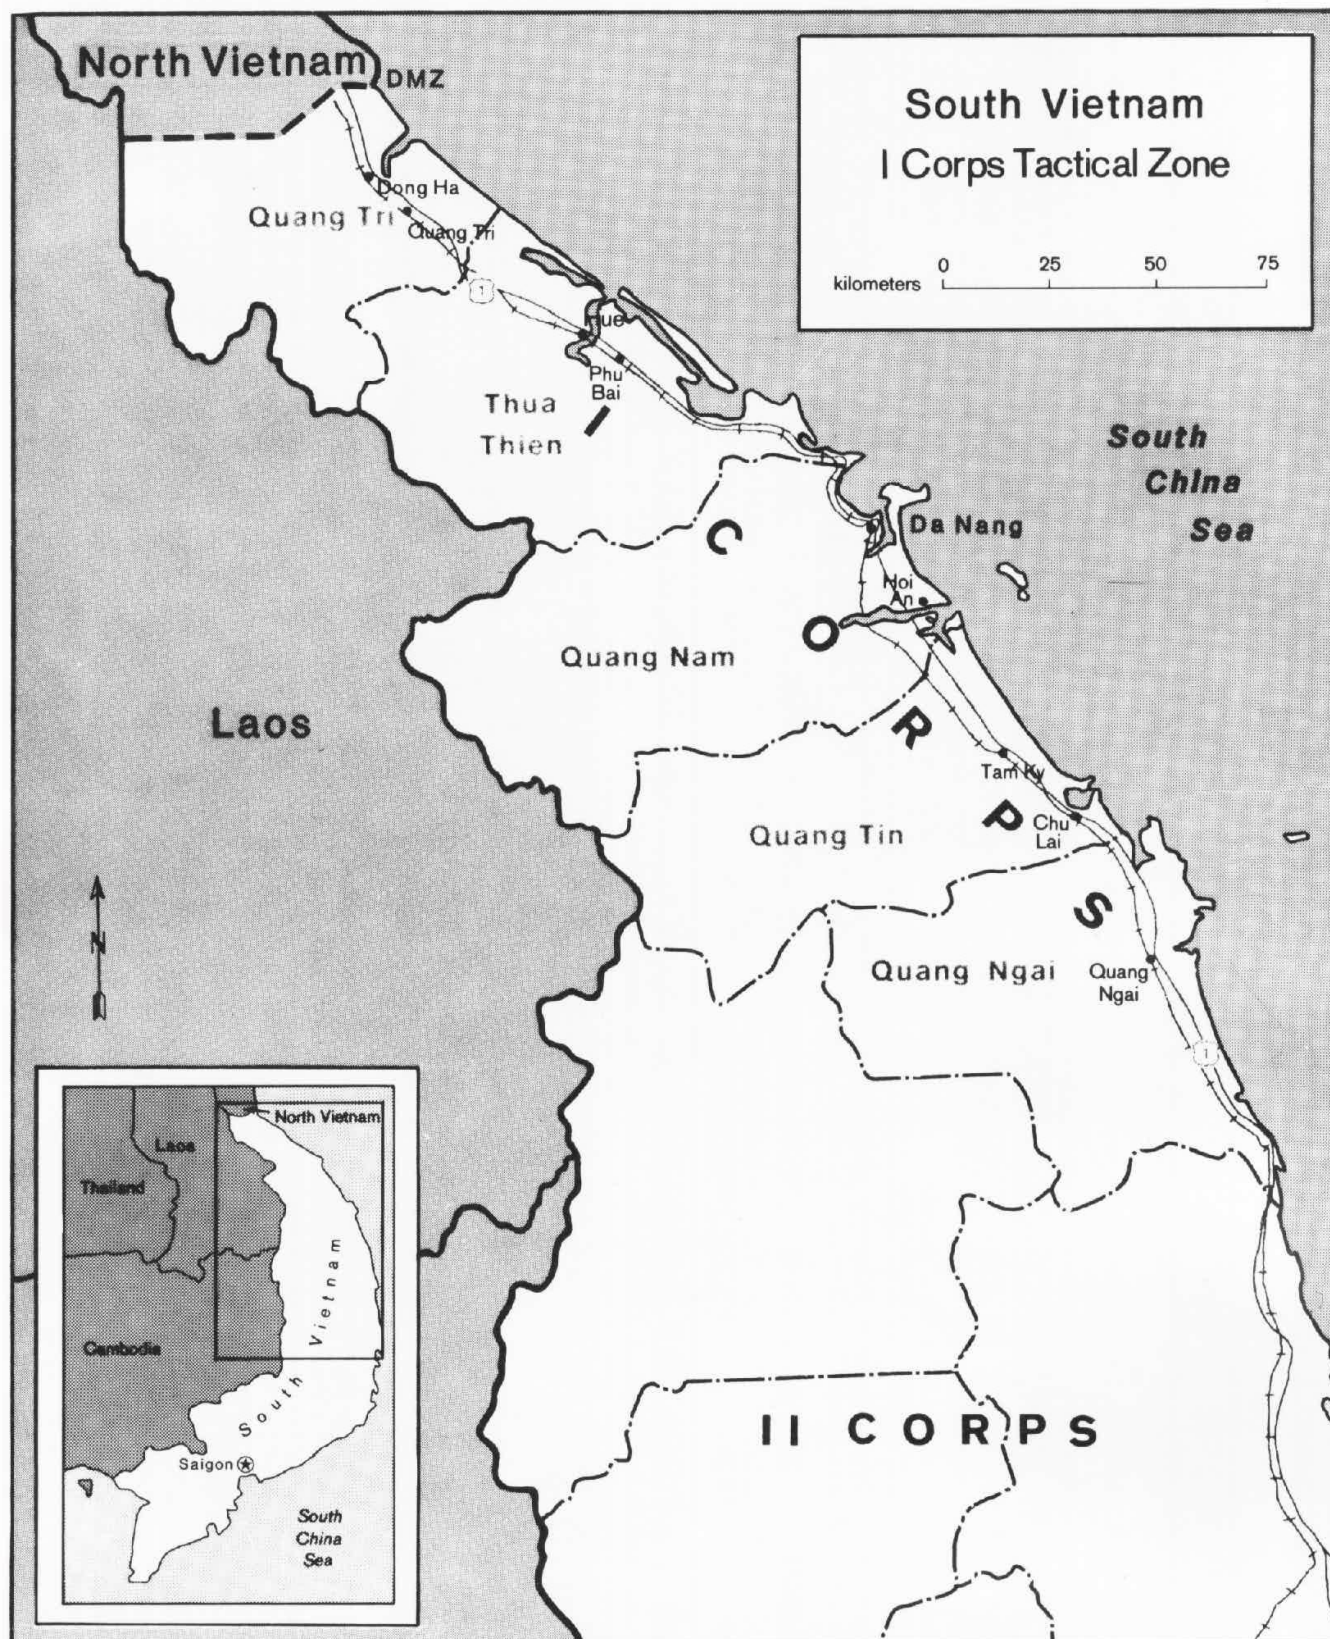 North Vietnam
DMZ
South Vietnam
I Corps Tactical Zone
kilometers 0 25 50 75
Dong Ha
Quang Tri
Quang Tri
1
Hue
Phu
Bai
Thua
Thien
I
South
China
Sea
C
Da Nang
Hoi
An
O
Quang Nam
Laos
R
Tam Ky
P
Chu
Lai
Quang Tin
S
N
Quang Ngai
Quang
Ngai
1
II CORPS
North Vietnam
Laos
Thailand
Cambodia
South Vietnam
Saigon
South
China
Sea